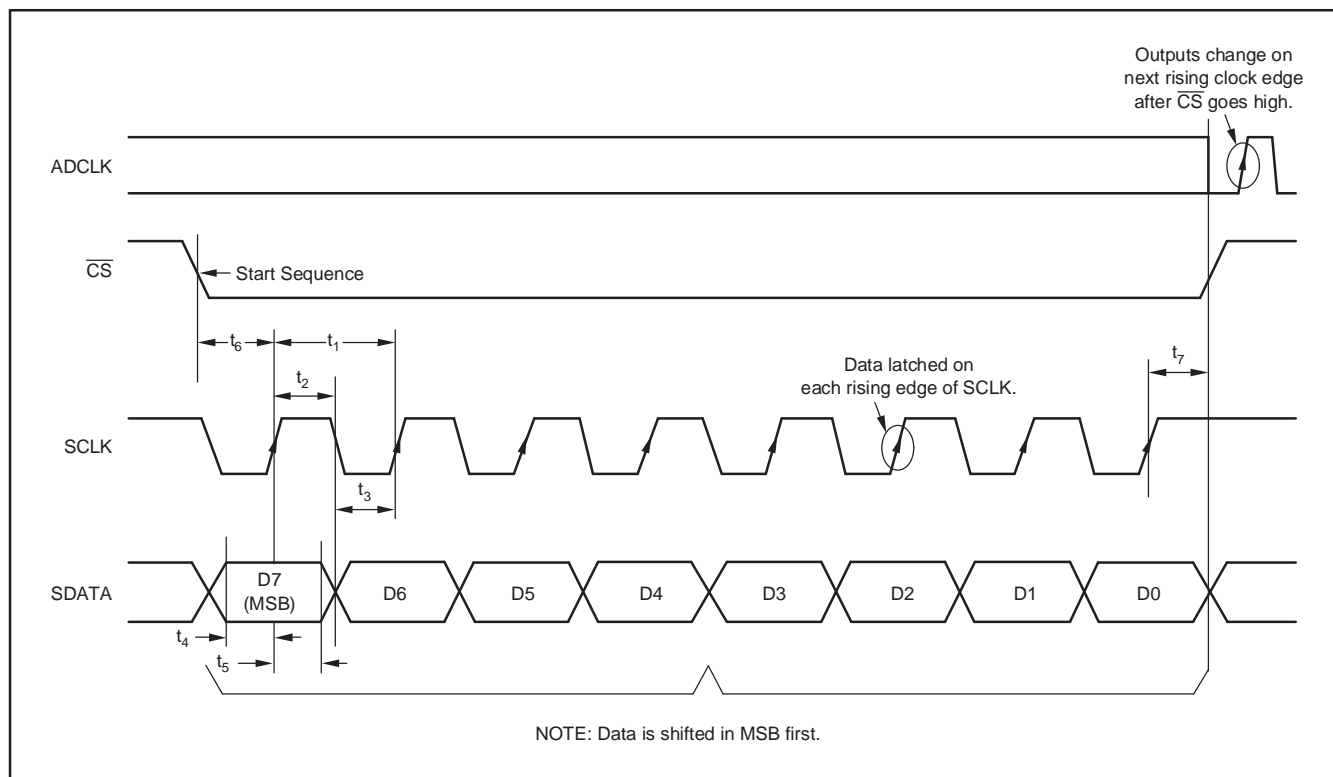 Outputs change on
next rising clock edge
after C̅S̅ goes high.
ADCLK
C̅S̅
Start Sequence
t6
t1
t2
t7
Data latched on
each rising edge of SCLK.
SCLK
t3
SDATA
D7
(MSB)
D6
D5
D4
D3
D2
D1
D0
t4
t5
NOTE: Data is shifted in MSB first.